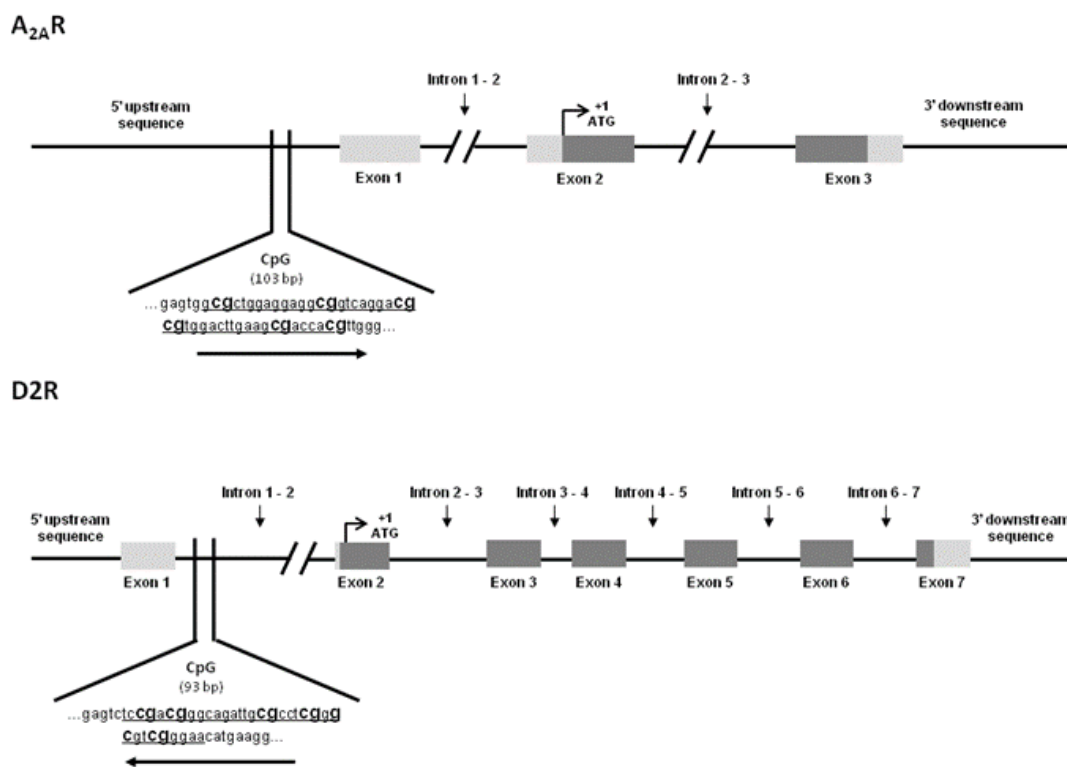 A2AR
Intron 1 - 2 Intron 2 - 3
5' upstream sequence
+1 ATG
3' downstream sequence
Exon 1 Exon 2 Exon 3
CpG
(103 bp)
...gagtggcgctggaggaggcggtcaggacg
cgtggacttgaagcgaccacgttggg...
D2R
Intron 1 - 2 Intron 2 - 3 Intron 3 - 4 Intron 4 - 5 Intron 5 - 6 Intron 6 - 7
5' upstream sequence
+1 ATG
3' downstream sequence
Exon 1 Exon 2 Exon 3 Exon 4 Exon 5 Exon 6 Exon 7
CpG
(93 bp)
...gagtctccgacgggcagattgcgcctcggg
cgtcgggaacatgaagg...